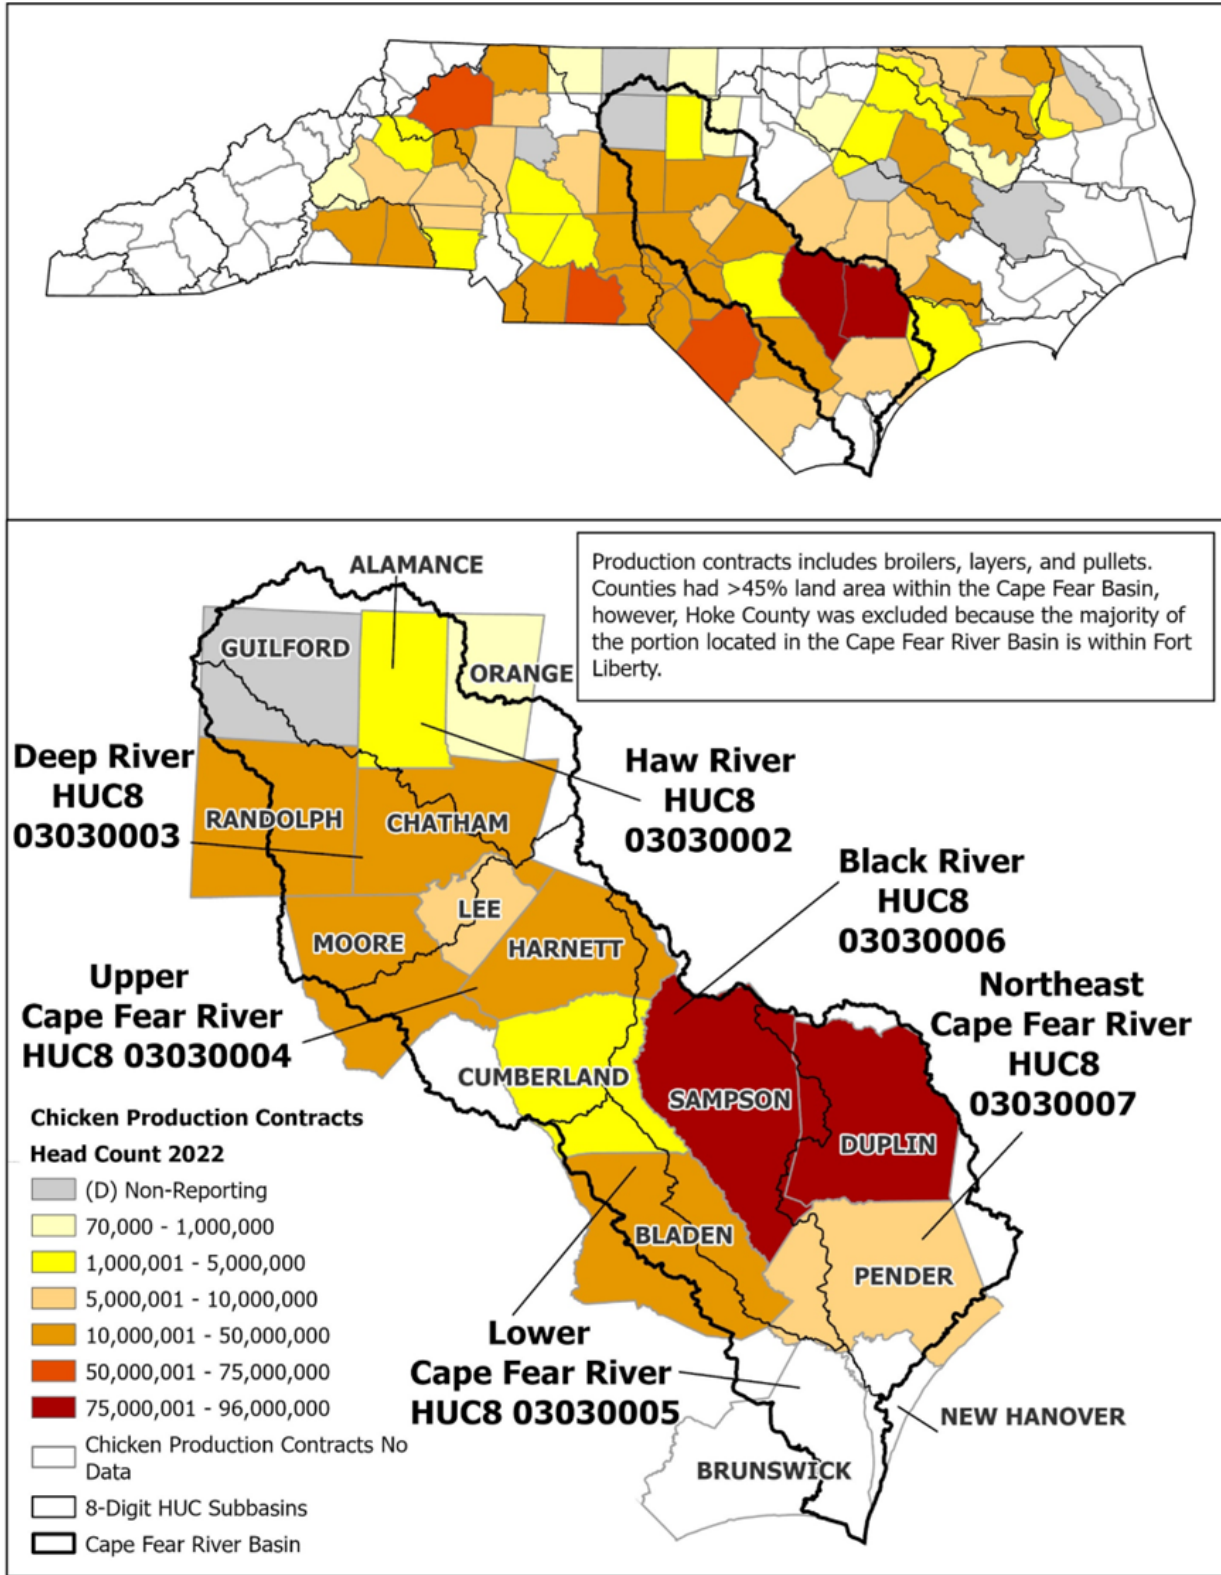 Production contracts includes broilers, layers, and pullets.
Counties had >45% land area within the Cape Fear Basin,
however, Hoke County was excluded because the majority of
the portion located in the Cape Fear River Basin is within Fort
Liberty.
ALAMANCE
GUILFORD
ORANGE
Deep River
HUC8
03030003
Haw River
HUC8
03030002
RANDOLPH
CHATHAM
Black River
HUC8
03030006
LEE
MOORE
HARNETT
Upper
Cape Fear River
HUC8 03030004
Northeast
Cape Fear River
HUC8
03030007
CUMBERLAND
SAMPSON
DUPLIN
BLADEN
PENDER
Lower
Cape Fear River
HUC8 03030005
NEW HANOVER
BRUNSWICK
Chicken Production Contracts
Head Count 2022
(D) Non-Reporting
70,000 - 1,000,000
1,000,001 - 5,000,000
5,000,001 - 10,000,000
10,000,001 - 50,000,000
50,000,001 - 75,000,000
75,000,001 - 96,000,000
Chicken Production Contracts No
Data
8-Digit HUC Subbasins
Cape Fear River Basin